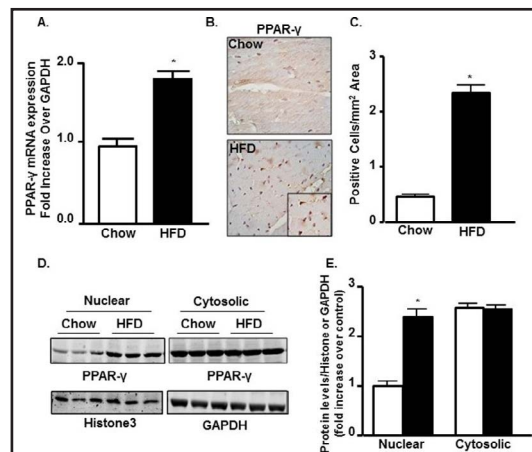 A.
PPAR-γ mRNA expression
Fold Increase Over GAPDH
2.0
1.0
0.0
*
Chow
HFD
B.
PPAR-γ
Chow
HFD
C.
Positive Cells/mm² Area
3
2
1
0
*
Chow
HFD
D.
Nuclear
Cytosolic
Chow
HFD
Chow
HFD
PPAR-γ
PPAR-γ
Histone3
GAPDH
E.
Protein levels/Histone or GAPDH
(fold increase over control)
3
2
1
0
*
Nuclear
Cytosolic